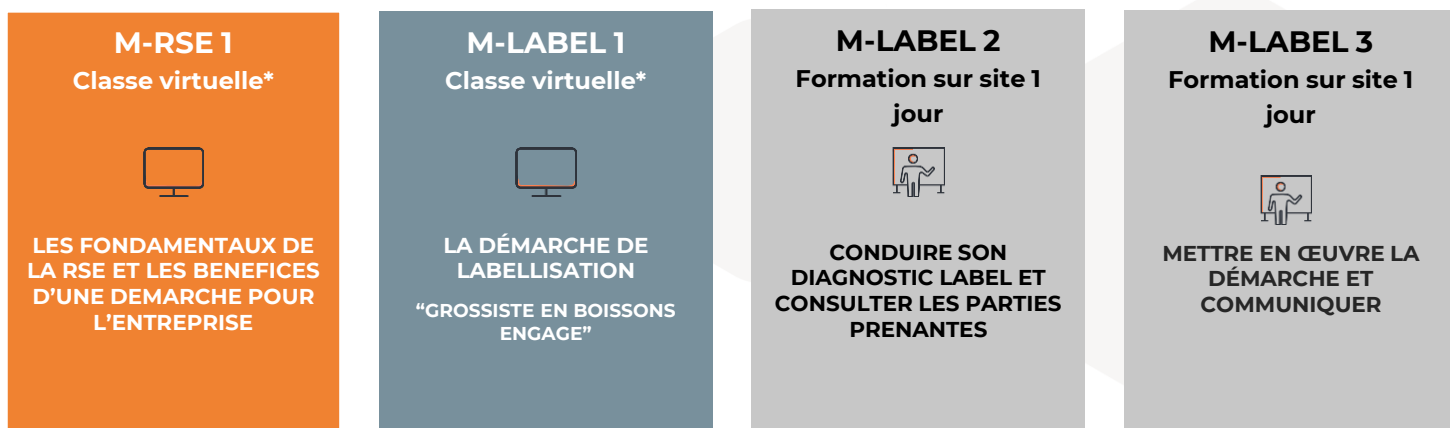 M-RSE 1
Classe virtuelle*
LES FONDAMENTAUX DE
LA RSE ET LES BENEFICES
D'UNE DEMARCHE POUR
L'ENTREPRISE
M-LABEL 1
Classe virtuelle*
LA DÉMARCHE DE
LABELLISATION
“GROSSISTE EN BOISSONS
ENGAGE”
M-LABEL 2
Formation sur site 1
jour
CONDUIRE SON
DIAGNOSTIC LABEL ET
CONSULTER LES PARTIES
PRENANTES
M-LABEL 3
Formation sur site 1
jour
METTRE EN ŒUVRE LA
DÉMARCHE ET
COMMUNIQUER